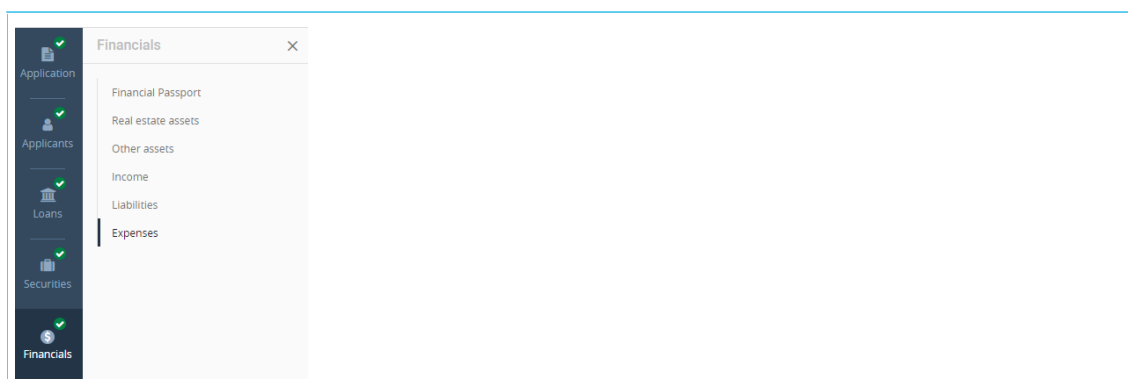 Application
Applicants
Loans
Securities
Financials
Financials
Financial Passport
Real estate assets
Other assets
Income
Liabilities
Expenses